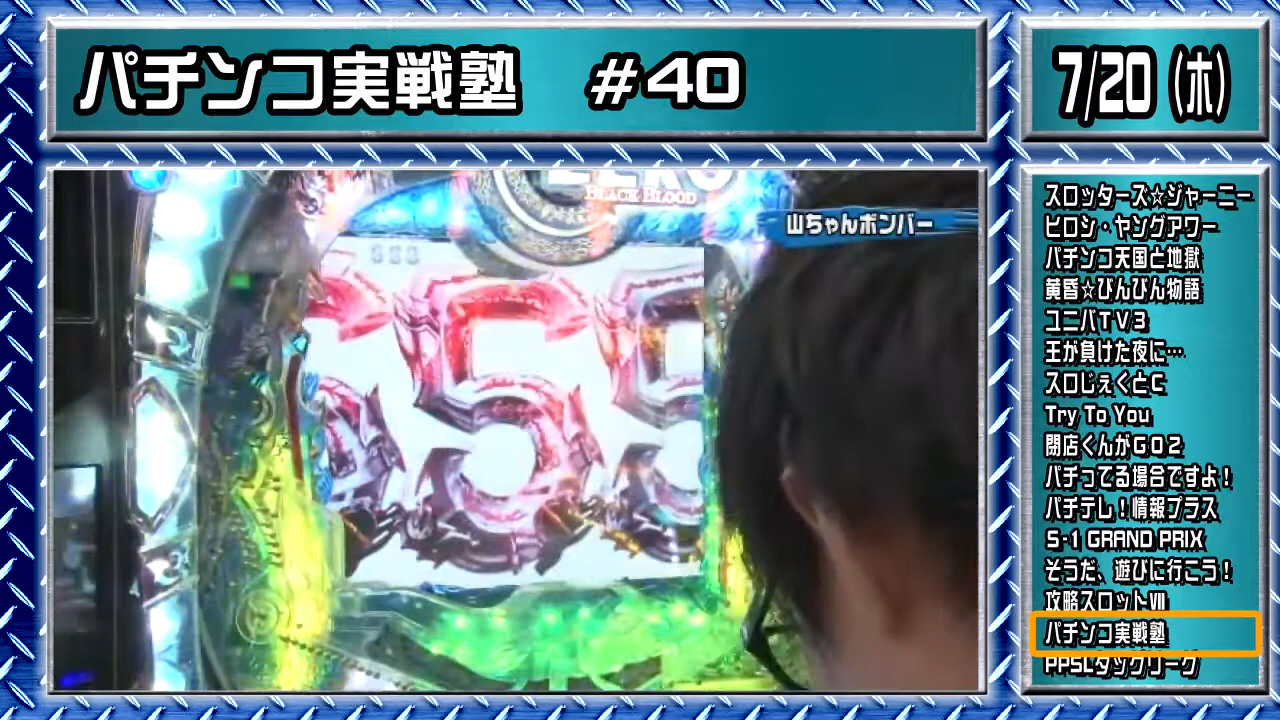 パチンコ実戦塾 #40
7/20(木)
ZERO
BLACK BLOOD
山ちゃんボンバー
555
スロッターズ☆ジャーニー
ヒロシ・ヤングアワー
パチンコ天国と地獄
黄昏☆びんびん物語
ユニバTV3
王が負けた夜に…
スロじぇくとC
Try To You
閉店くんがGO2
パチってる場合ですよ!
パチテレ!情報プラス
S-1 GRAND PRIX
そうだ、遊びに行こう!
攻略スロットⅦ
パチンコ実戦塾
PPSLタッグリーグ